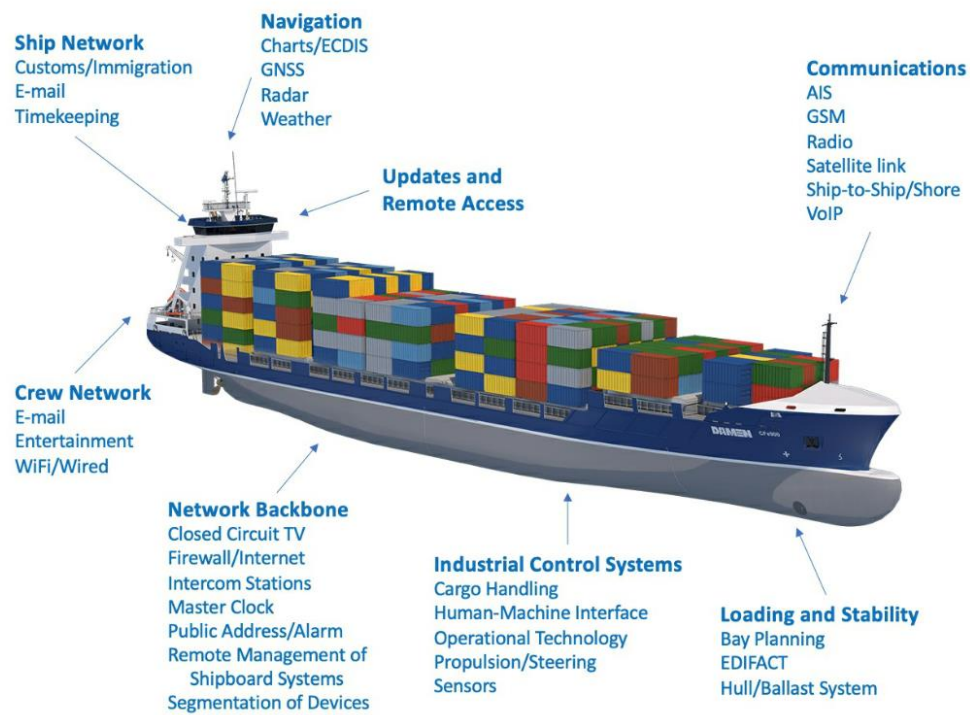 Navigation
Charts/ECDIS
GNSS
Radar
Weather
Ship Network
Customs/Immigration
E-mail
Timekeeping
Communications
AIS
GSM
Radio
Satellite link
Ship-to-Ship/Shore
VoIP
Updates and
Remote Access
Crew Network
E-mail
Entertainment
WiFi/Wired
DAMEN
Network Backbone
Closed Circuit TV
Firewall/Internet
Intercom Stations
Master Clock
Public Address/Alarm
Remote Management of
Shipboard Systems
Segmentation of Devices
Industrial Control Systems
Cargo Handling
Human-Machine Interface
Operational Technology
Propulsion/Steering
Sensors
Loading and Stability
Bay Planning
EDIFACT
Hull/Ballast System